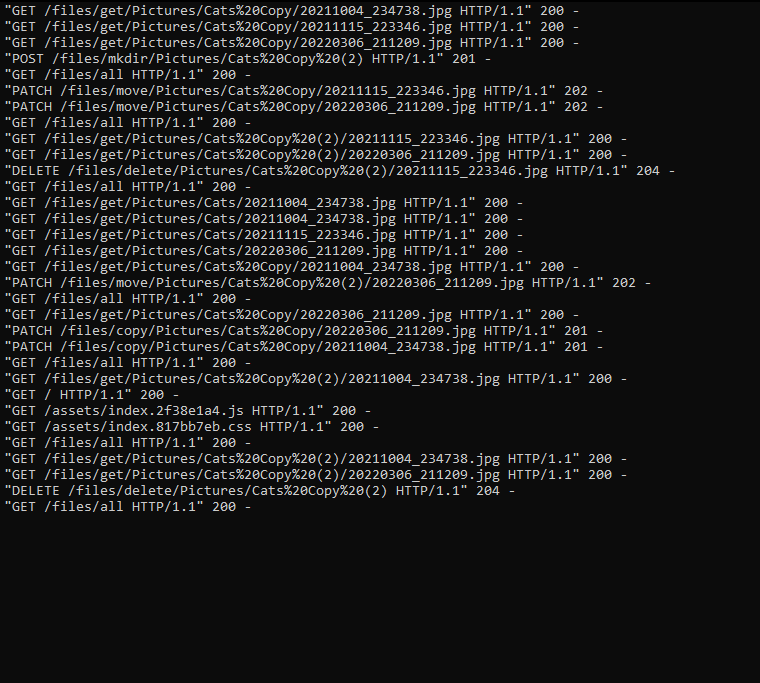 "GET /files/get/Pictures/Cats%20Copy/20211004_234738.jpg HTTP/1.1" 200 -
"GET /files/get/Pictures/Cats%20Copy/20211115_223346.jpg HTTP/1.1" 200 -
"GET /files/get/Pictures/Cats%20Copy/20220306_211209.jpg HTTP/1.1" 200 -
"POST /files/mkdir/Pictures/Cats%20Copy%20(2) HTTP/1.1" 201 -
"GET /files/all HTTP/1.1" 200 -
"PATCH /files/move/Pictures/Cats%20Copy/20211115_223346.jpg HTTP/1.1" 202 -
"PATCH /files/move/Pictures/Cats%20Copy/20220306_211209.jpg HTTP/1.1" 202 -
"GET /files/all HTTP/1.1" 200 -
"GET /files/get/Pictures/Cats%20Copy%20(2)/20211115_223346.jpg HTTP/1.1" 200 -
"GET /files/get/Pictures/Cats%20Copy%20(2)/20220306_211209.jpg HTTP/1.1" 200 -
"DELETE /files/delete/Pictures/Cats%20Copy%20(2)/20211115_223346.jpg HTTP/1.1" 204 -
"GET /files/all HTTP/1.1" 200 -
"GET /files/get/Pictures/Cats/20211004_234738.jpg HTTP/1.1" 200 -
"GET /files/get/Pictures/Cats/20211004_234738.jpg HTTP/1.1" 200 -
"GET /files/get/Pictures/Cats/20211115_223346.jpg HTTP/1.1" 200 -
"GET /files/get/Pictures/Cats/20220306_211209.jpg HTTP/1.1" 200 -
"GET /files/get/Pictures/Cats%20Copy/20211004_234738.jpg HTTP/1.1" 200 -
"PATCH /files/move/Pictures/Cats%20Copy%20(2)/20220306_211209.jpg HTTP/1.1" 202 -
"GET /files/all HTTP/1.1" 200 -
"GET /files/get/Pictures/Cats%20Copy/20220306_211209.jpg HTTP/1.1" 200 -
"PATCH /files/copy/Pictures/Cats%20Copy/20220306_211209.jpg HTTP/1.1" 201 -
"PATCH /files/copy/Pictures/Cats%20Copy/20211004_234738.jpg HTTP/1.1" 201 -
"GET /files/all HTTP/1.1" 200 -
"GET /files/get/Pictures/Cats%20Copy%20(2)/20211004_234738.jpg HTTP/1.1" 200 -
"GET / HTTP/1.1" 200 -
"GET /assets/index.2f38e1a4.js HTTP/1.1" 200 -
"GET /assets/index.817bb7eb.css HTTP/1.1" 200 -
"GET /files/all HTTP/1.1" 200 -
"GET /files/get/Pictures/Cats%20Copy%20(2)/20211004_234738.jpg HTTP/1.1" 200 -
"GET /files/get/Pictures/Cats%20Copy%20(2)/20220306_211209.jpg HTTP/1.1" 200 -
"DELETE /files/delete/Pictures/Cats%20Copy%20(2) HTTP/1.1" 204 -
"GET /files/all HTTP/1.1" 200 -